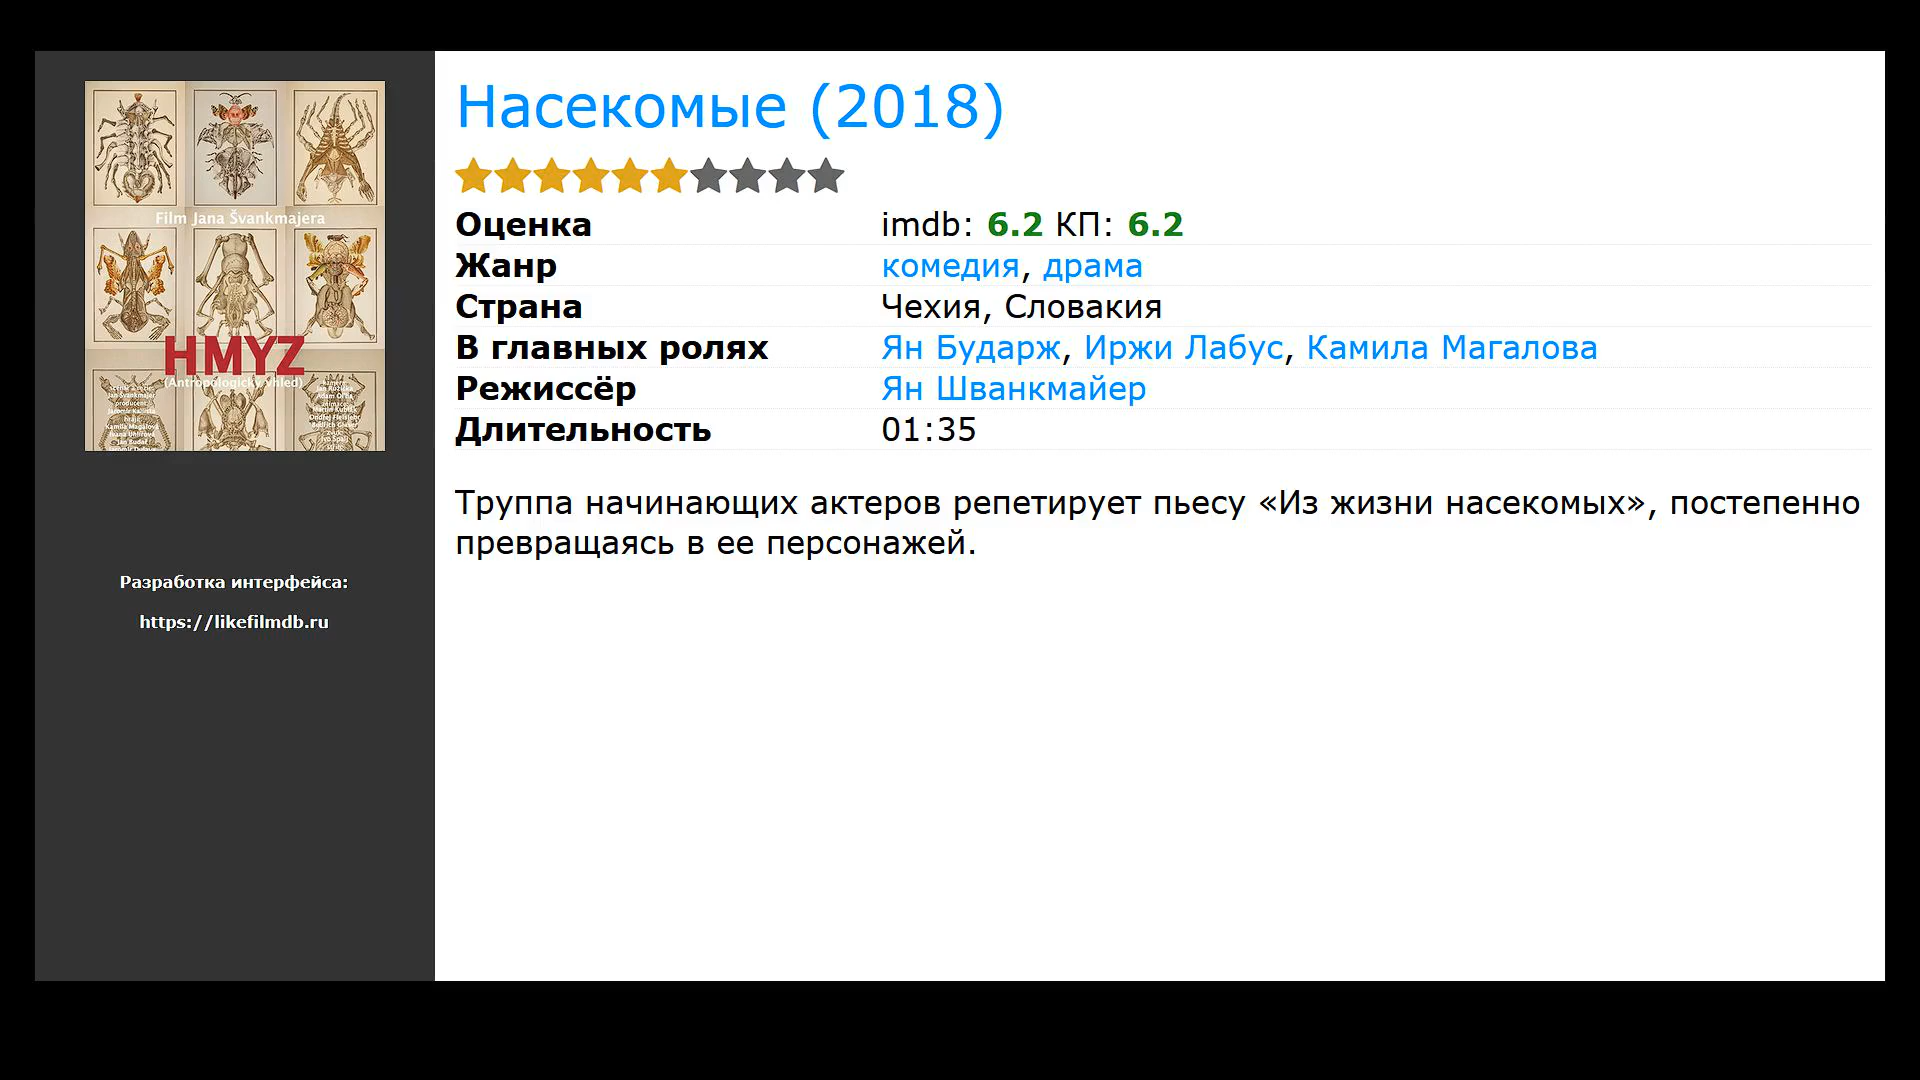 Film Jana Švankmajera
HMYZ
(Antropologický vhled)
Разработка интерфейса:
https://likefilmdb.ru
Насекомые (2018)
Оценка imdb: 6.2 КП: 6.2
Жанр комедия, драма
Страна Чехия, Словакия
В главных ролях Ян Бударж, Иржи Лабус, Камила Магалова
Режиссёр Ян Шванкмайер
Длительность 01:35
Труппа начинающих актеров репетирует пьесу «Из жизни насекомых», постепенно
превращаясь в ее персонажей.